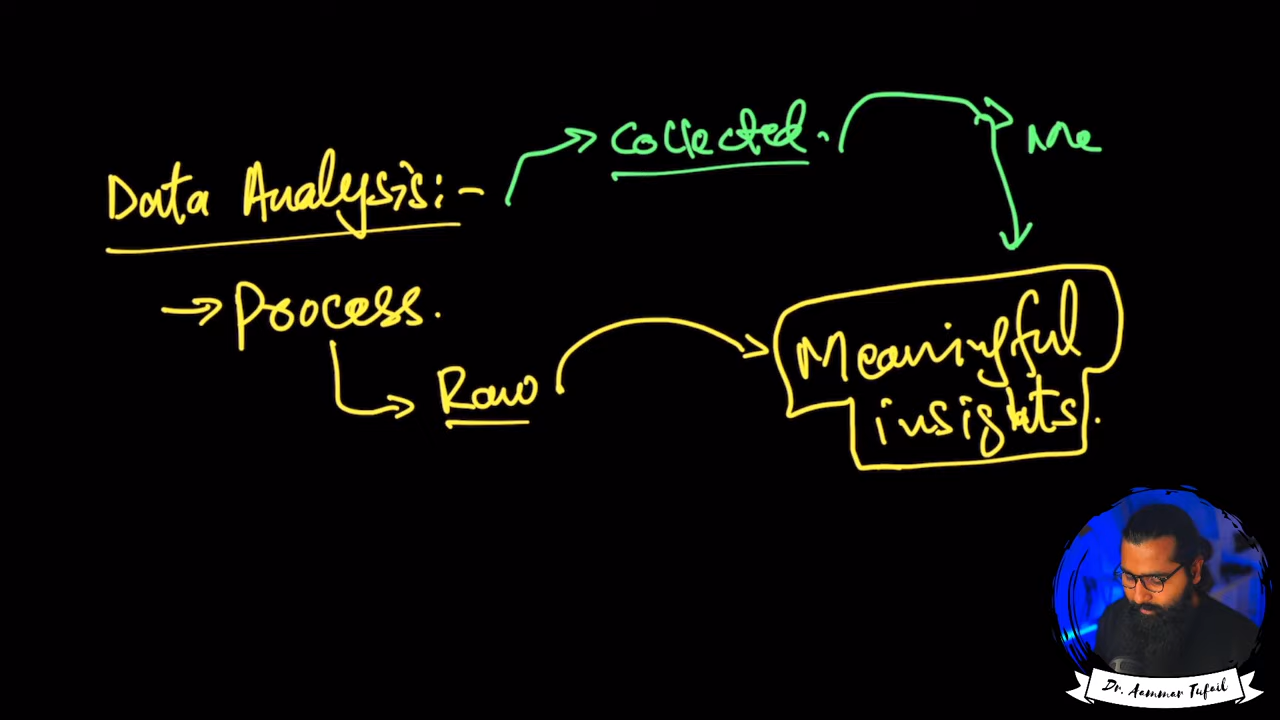 Collected.
Me
Data Analysis:-
→ Process.
Raw
Meaningful
insights.
Dr. Aammar Tufail